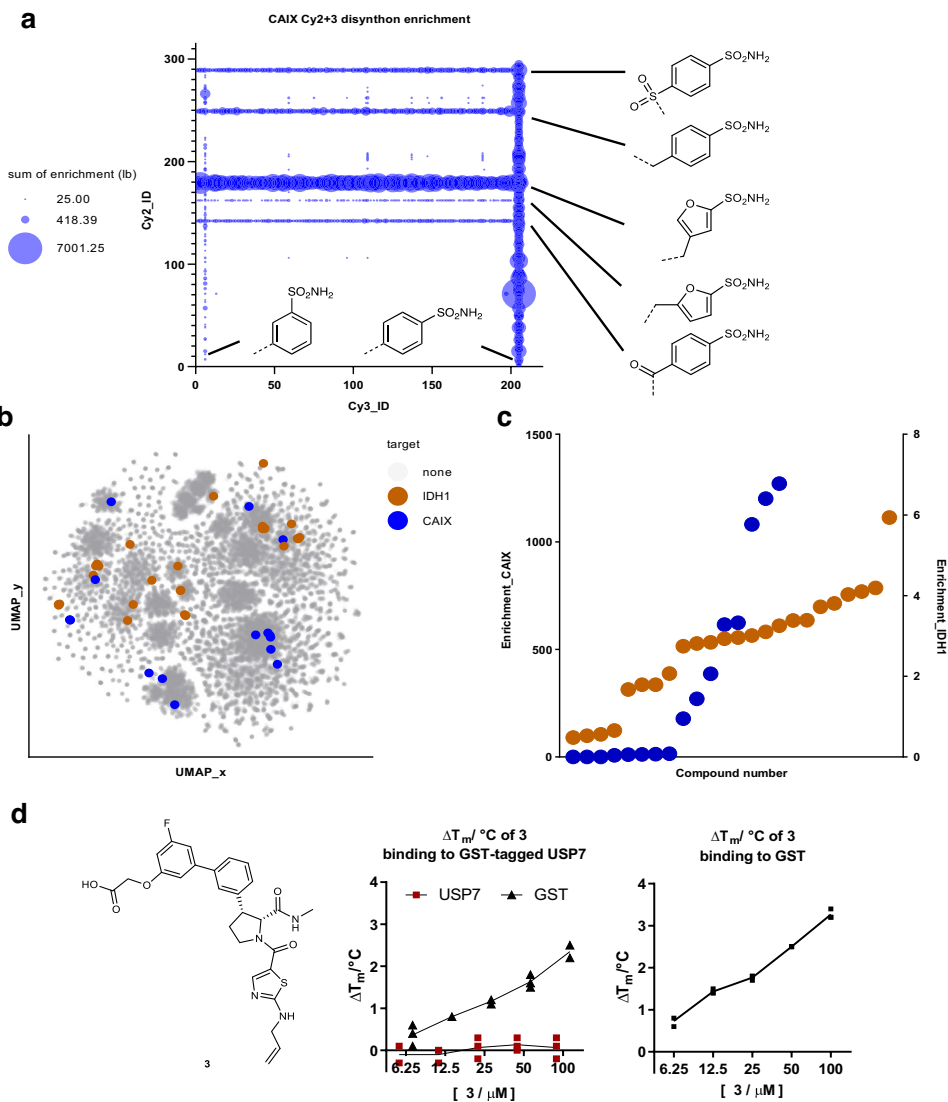 a
CAIX Cy2+3 disynthon enrichment
sum of enrichment (lb)
25.00
418.39
7001.25
Cy2_ID
300
200
100
0
0
50
100
150
200
Cy3_ID
SO2NH2
SO2NH2
O
S
O
SO2NH2
SO2NH2
O
SO2NH2
O
SO2NH2
O
SO2NH2
b
UMAP_y
UMAP_x
target
none
IDH1
CAIX
c
Enrichment_CAIX
1500
1000
500
0
Compound number
8
6
4
2
0
Enrichment_IDH1
d
F
HO
O
O
O
N
H
N
O
S
N
NH
3
ΔTm/ °C of 3
binding to GST-tagged USP7
USP7
GST
ΔTm/°C
4
3
2
1
0
6.25
12.5
25
50
100
[ 3 / μM ]
ΔTm/ °C of 3
binding to GST
ΔTm/°C
4
3
2
1
0
6.25
12.5
25
50
100
[ 3 / μM ]